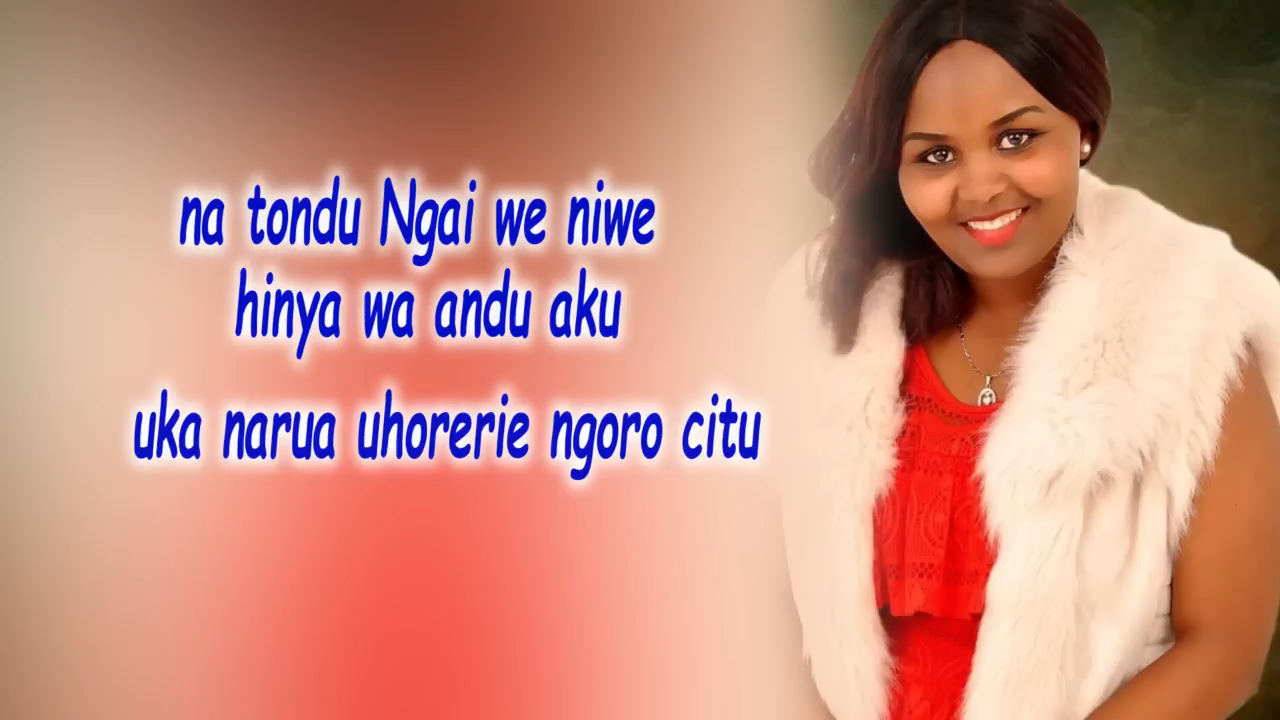 na tondu Ngai we niwe
hinya wa andu aku
uka narua uhorerie ngoro citu